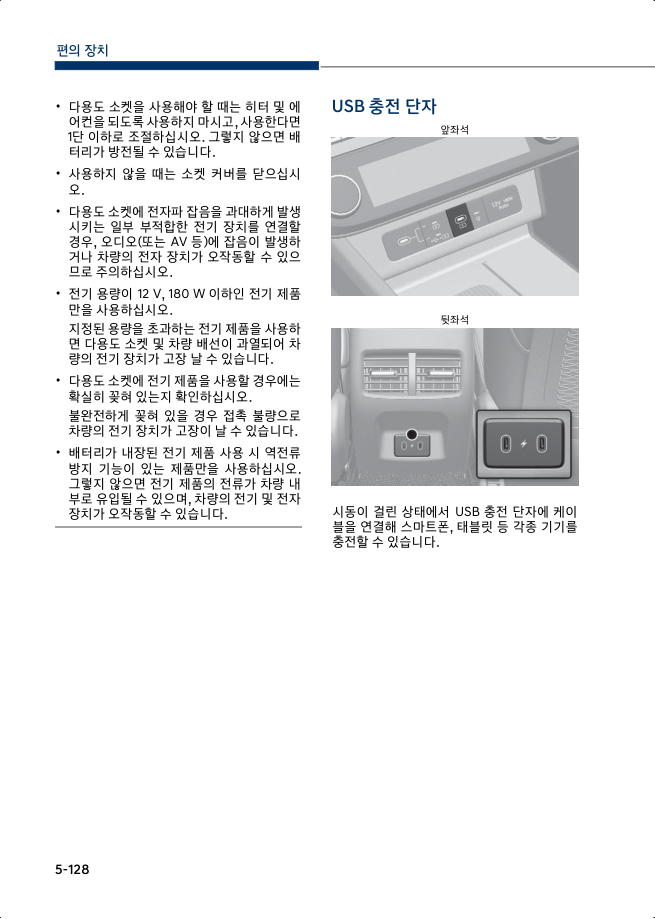 편의 장치
• 다용도 소켓을 사용해야 할 때는 히터 및 에
어컨을 되도록 사용하지 마시고, 사용한다면
1단 이하로 조절하십시오. 그렇지 않으면 배
터리가 방전될 수 있습니다.
• 사용하지 않을 때는 소켓 커버를 닫으십시
오.
• 다용도 소켓에 전자파 잡음을 과대하게 발생
시키는 일부 부적합한 전기 장치를 연결할
경우, 오디오(또는 AV 등)에 잡음이 발생하
거나 차량의 전자 장치가 오작동할 수 있으
므로 주의하십시오.
• 전기 용량이 12 V, 180 W 이하인 전기 제품
만을 사용하십시오.
지정된 용량을 초과하는 전기 제품을 사용하
면 다용도 소켓 및 차량 배선이 과열되어 차
량의 전기 장치가 고장 날 수 있습니다.
• 다용도 소켓에 전기 제품을 사용할 경우에는
확실히 꽂혀 있는지 확인하십시오.
불완전하게 꽂혀 있을 경우 접촉 불량으로
차량의 전기 장치가 고장이 날 수 있습니다.
• 배터리가 내장된 전기 제품 사용 시 역전류
방지 기능이 있는 제품만을 사용하십시오.
그렇지 않으면 전기 제품의 전류가 차량 내
부로 유입될 수 있으며, 차량의 전기 및 전자
장치가 오작동할 수 있습니다.
USB 충전 단자
앞좌석
12V 180W
뒷좌석
시동이 걸린 상태에서 USB 충전 단자에 케이
블을 연결해 스마트폰, 태블릿 등 각종 기기를
충전할 수 있습니다.
5-128